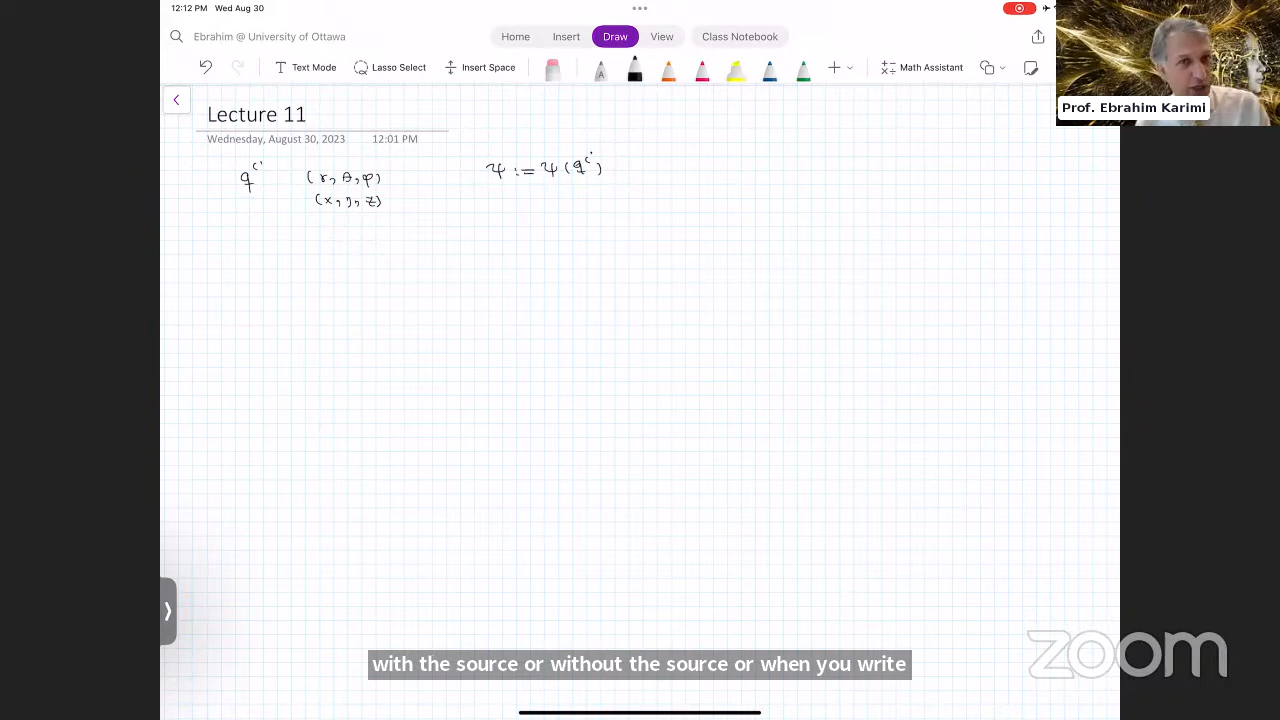 12:12 PM Wed Aug 30
Ebrahim @ University of Ottawa
Home Insert Draw View Class Notebook
Text Mode Lasso Select Insert Space Math Assistant
Prof. Ebrahim Karimi
Lecture 11
Wednesday, August 30, 2023 12:01 PM
qⁱ (r, θ, φ) ψ := ψ(qⁱ)
(x, y, z)
zoom
with the source or without the source or when you write